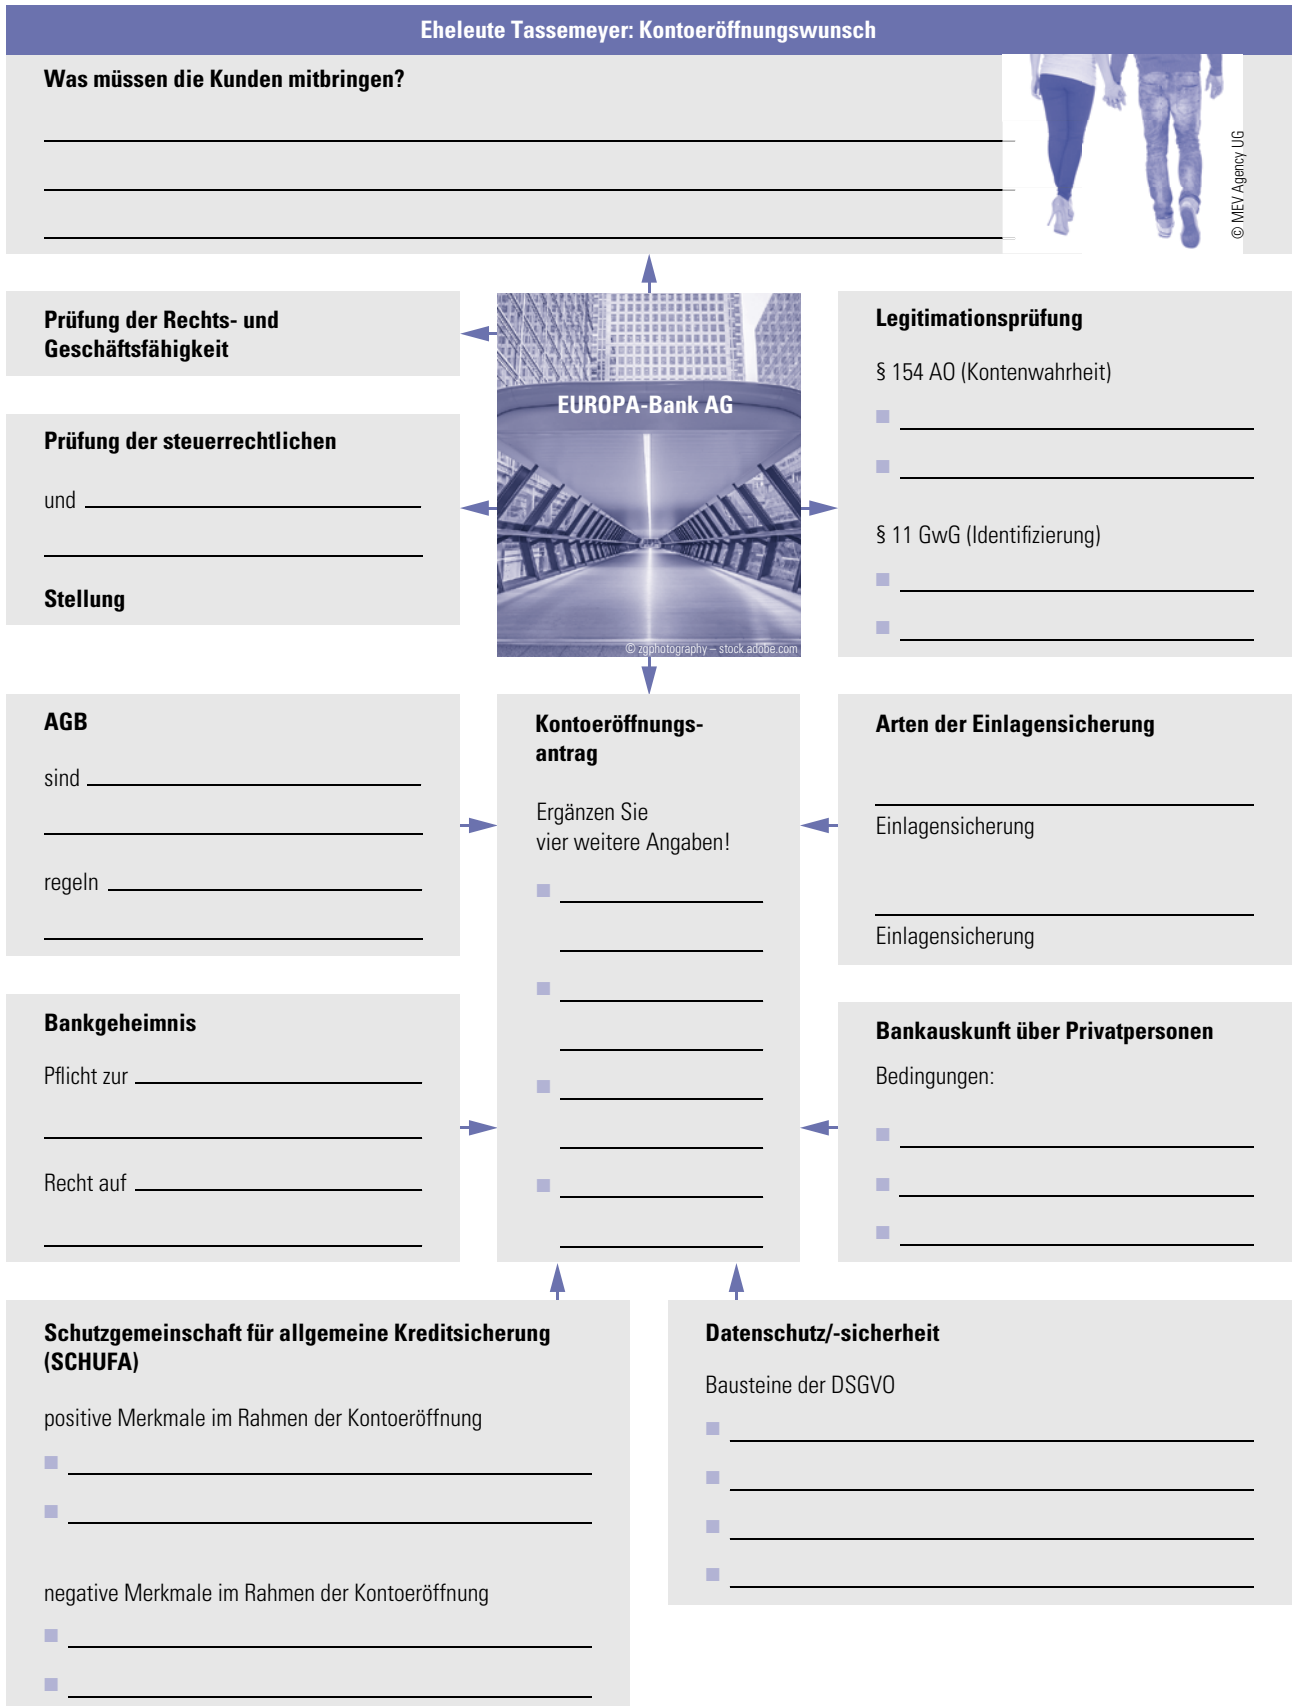 Eheleute Tassemeyer: Kontoeröffnungswunsch
Was müssen die Kunden mitbringen?
© MEV Agency UG
Prüfung der Rechts- und
Geschäftsfähigkeit
Prüfung der steuerrechtlichen
und
Stellung
EUROPA-Bank AG
© zgphotography – stock.adobe.com
Legitimationsprüfung
§ 154 AO (Kontenwahrheit)
§ 11 GwG (Identifizierung)
AGB
sind
regeln
Kontoeröffnungs-
antrag
Ergänzen Sie
vier weitere Angaben!
Arten der Einlagensicherung
Einlagensicherung
Einlagensicherung
Bankgeheimnis
Pflicht zur
Recht auf
Bankauskunft über Privatpersonen
Bedingungen:
Schutzgemeinschaft für allgemeine Kreditsicherung
(SCHUFA)
positive Merkmale im Rahmen der Kontoeröffnung
negative Merkmale im Rahmen der Kontoeröffnung
Datenschutz/-sicherheit
Bausteine der DSGVO